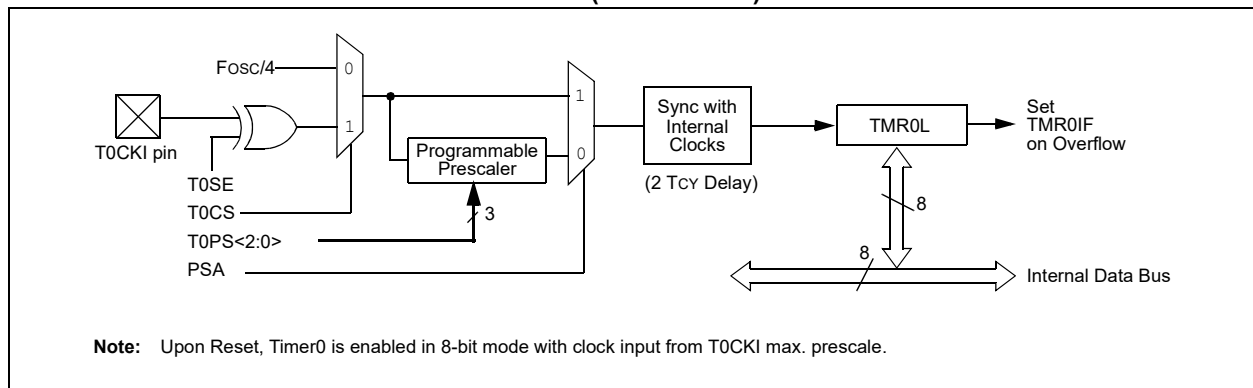 FOSC/4
0
1
T0CKI pin
T0SE
T0CS
T0PS<2:0>
PSA
Programmable
Prescaler
3
1
0
Sync with
Internal
Clocks
(2 TCY Delay)
TMR0L
Set
TMR0IF
on Overflow
8
8
Internal Data Bus
Note: Upon Reset, Timer0 is enabled in 8-bit mode with clock input from T0CKI max. prescale.